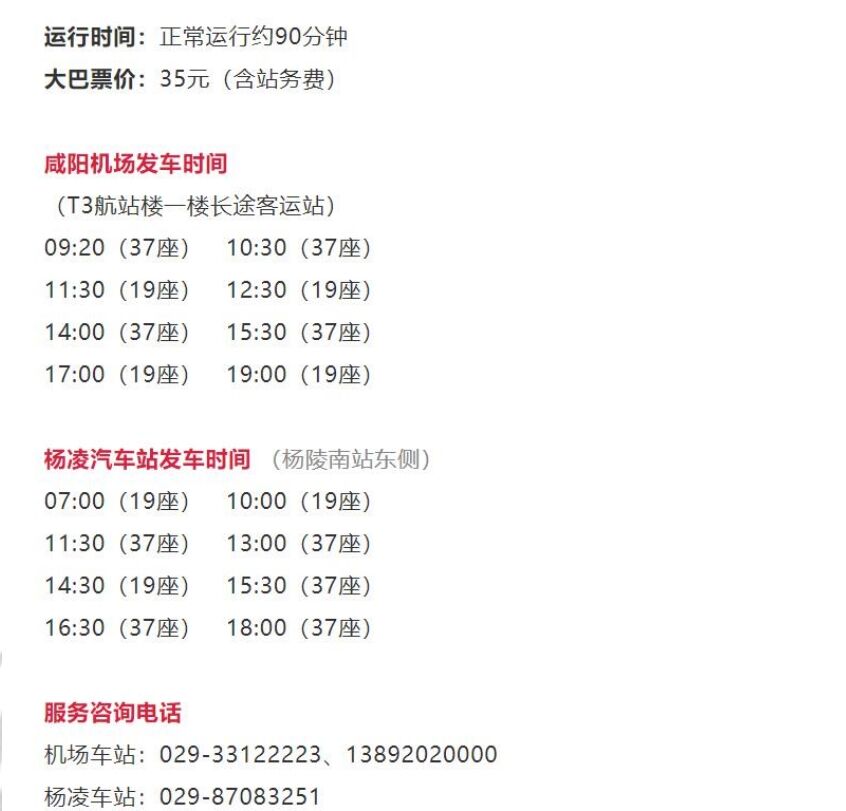 运行时间：正常运行约90分钟
大巴票价：35元（含站务费）
咸阳机场发车时间
（T3航站楼一楼长途客运站）
09:20（37座） 10:30（37座）
11:30（19座） 12:30（19座）
14:00（37座） 15:30（37座）
17:00（19座） 19:00（19座）
杨凌汽车站发车时间 （杨陵南站东侧）
07:00（19座） 10:00（19座）
11:30（37座） 13:00（37座）
14:30（19座） 15:30（37座）
16:30（37座） 18:00（37座）
服务咨询电话
机场车站：029-33122223、13892020000
杨凌车站：029-87083251